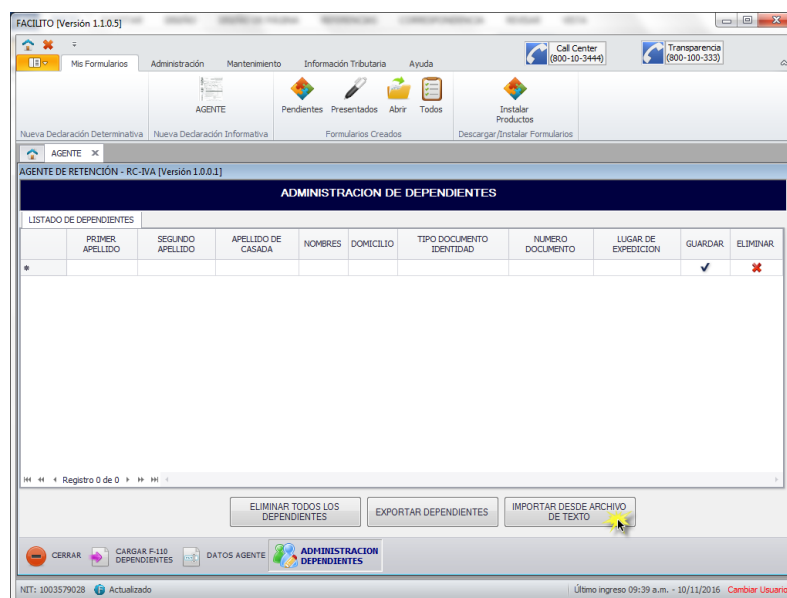 FACILITO [Versión 1.1.0.5]
Call Center
(800-10-3444)
Transparencia
(800-100-333)
Mis Formularios Administración Mantenimiento Información Tributaria Ayuda
AGENTE Pendientes Presentados Abrir Todos Instalar
Productos
Nueva Declaración Determinativa Nueva Declaración Informativa Formularios Creados Descargar/Instalar Formularios
AGENTE
AGENTE DE RETENCIÓN - RC-IVA [Versión 1.0.0.1]
ADMINISTRACION DE DEPENDIENTES
LISTADO DE DEPENDIENTES
PRIMER
APELLIDO
SEGUNDO
APELLIDO
APELLIDO DE
CASADA
NOMBRES
DOMICILIO
TIPO DOCUMENTO
IDENTIDAD
NUMERO
DOCUMENTO
LUGAR DE
EXPEDICION
GUARDAR
ELIMINAR
Registro 0 de 0
ELIMINAR TODOS LOS
DEPENDIENTES
EXPORTAR DEPENDIENTES
IMPORTAR DESDE ARCHIVO
DE TEXTO
CERRAR
CARGAR F-110
DEPENDIENTES
DATOS AGENTE
ADMINISTRACION
DEPENDIENTES
NIT: 1003579028 Actualizado Último ingreso 09:39 a.m. - 10/11/2016 Cambiar Usuario